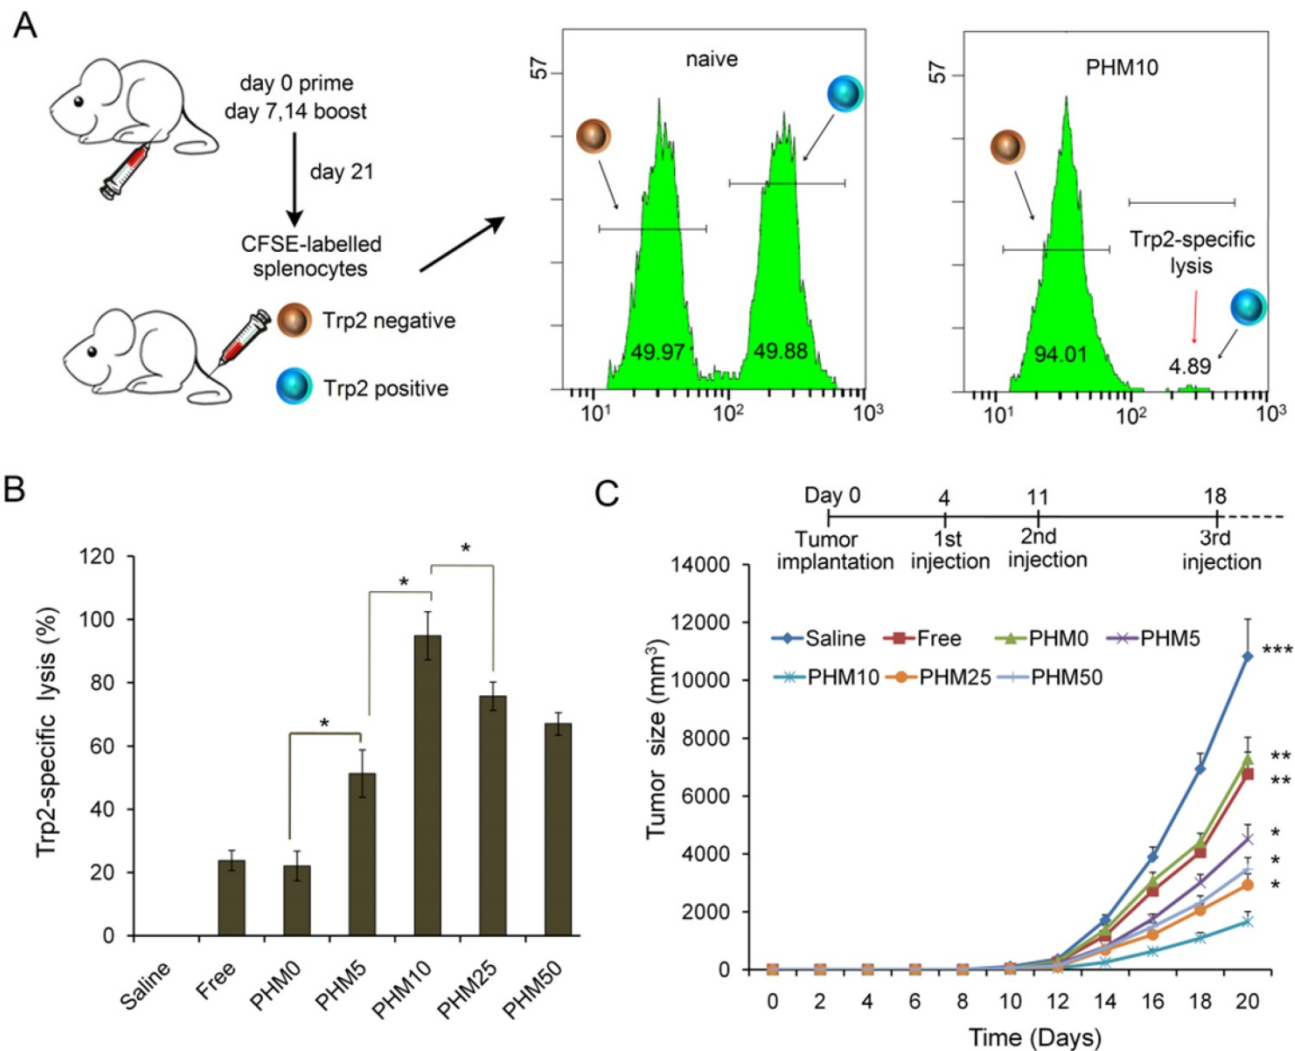 A
day 0 prime
day 7,14 boost
day 21
CFSE-labelled
splenocytes
Trp2 negative
Trp2 positive
57
naive
49.97
49.88
10¹
10²
10³
57
PHM10
Trp2-specific
lysis
94.01
4.89
10¹
10²
10³
B
Trp2-specific lysis (%)
120
100
80
60
40
20
0
*
*
*
Saline
Free
PHM0
PHM5
PHM10
PHM25
PHM50
C
Day 0
4
11
18
Tumor
implantation
1st
injection
2nd
injection
3rd
injection
Tumor size (mm³)
14000
12000
10000
8000
6000
4000
2000
0
Saline Free PHM0 PHM5
PHM10 PHM25 PHM50
***
**
**
*
*
*
0 2 4 6 8 10 12 14 16 18 20
Time (Days)